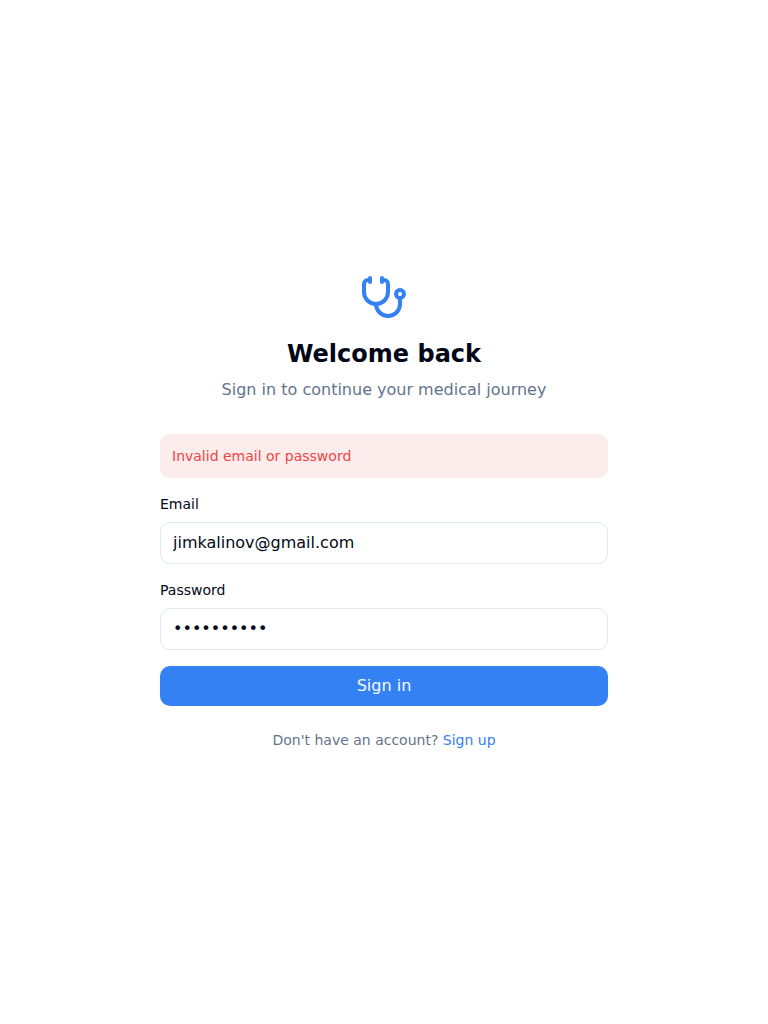 Welcome back
Sign in to continue your medical journey
Invalid email or password
Email
jimkalinov@gmail.com
Password
••••••••••
Sign in
Don't have an account? Sign up